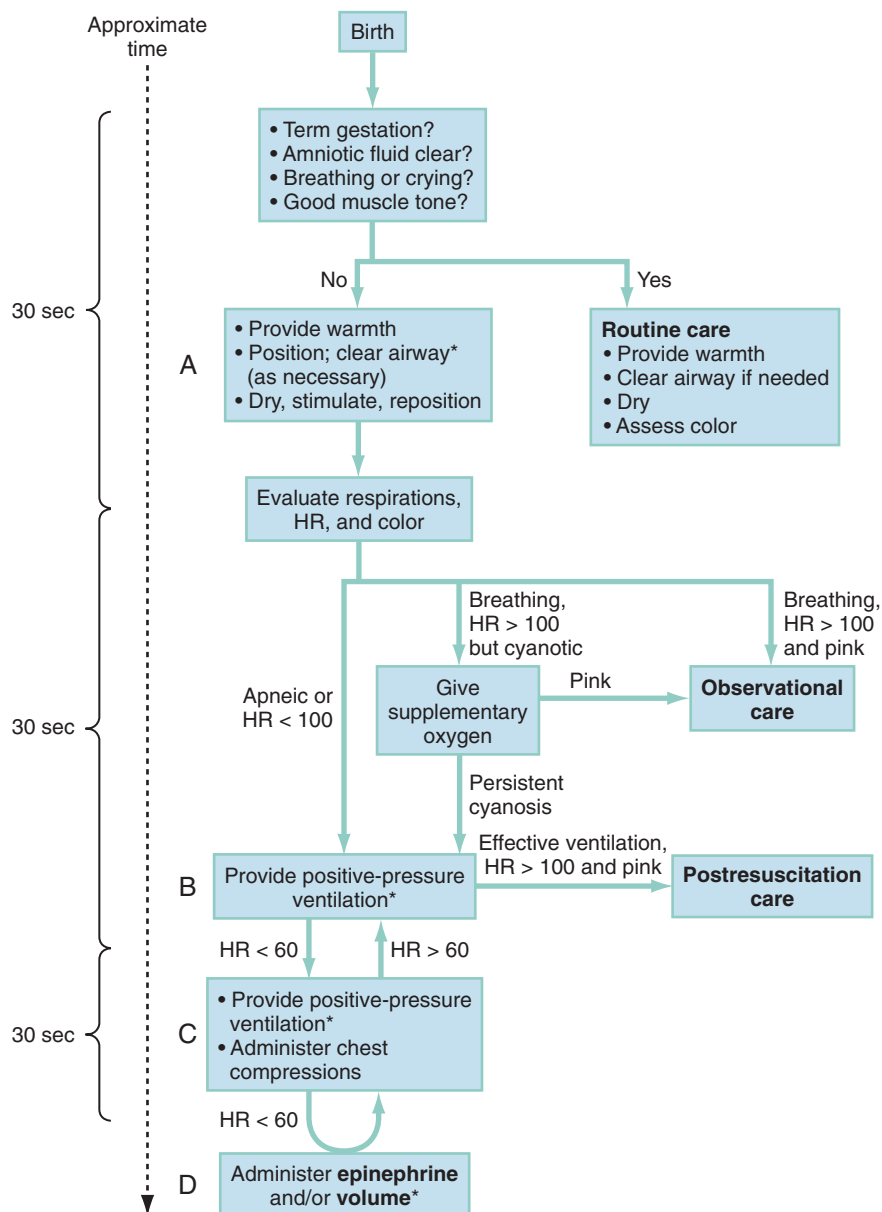 Approximate
time
Birth
• Term gestation?
• Amniotic fluid clear?
• Breathing or crying?
• Good muscle tone?
No
Yes
30 sec
A
• Provide warmth
• Position; clear airway*
(as necessary)
• Dry, stimulate, reposition
Routine care
• Provide warmth
• Clear airway if needed
• Dry
• Assess color
Evaluate respirations,
HR, and color
30 sec
Apneic or
HR < 100
Breathing,
HR > 100
but cyanotic
Breathing,
HR > 100
and pink
Give
supplementary
oxygen
Pink
Observational
care
Persistent
cyanosis
B
Provide positive-pressure
ventilation*
Effective ventilation,
HR > 100 and pink
Postresuscitation
care
HR < 60
HR > 60
30 sec
C
• Provide positive-pressure
ventilation*
• Administer chest
compressions
HR < 60
D
Administer epinephrine
and/or volume*